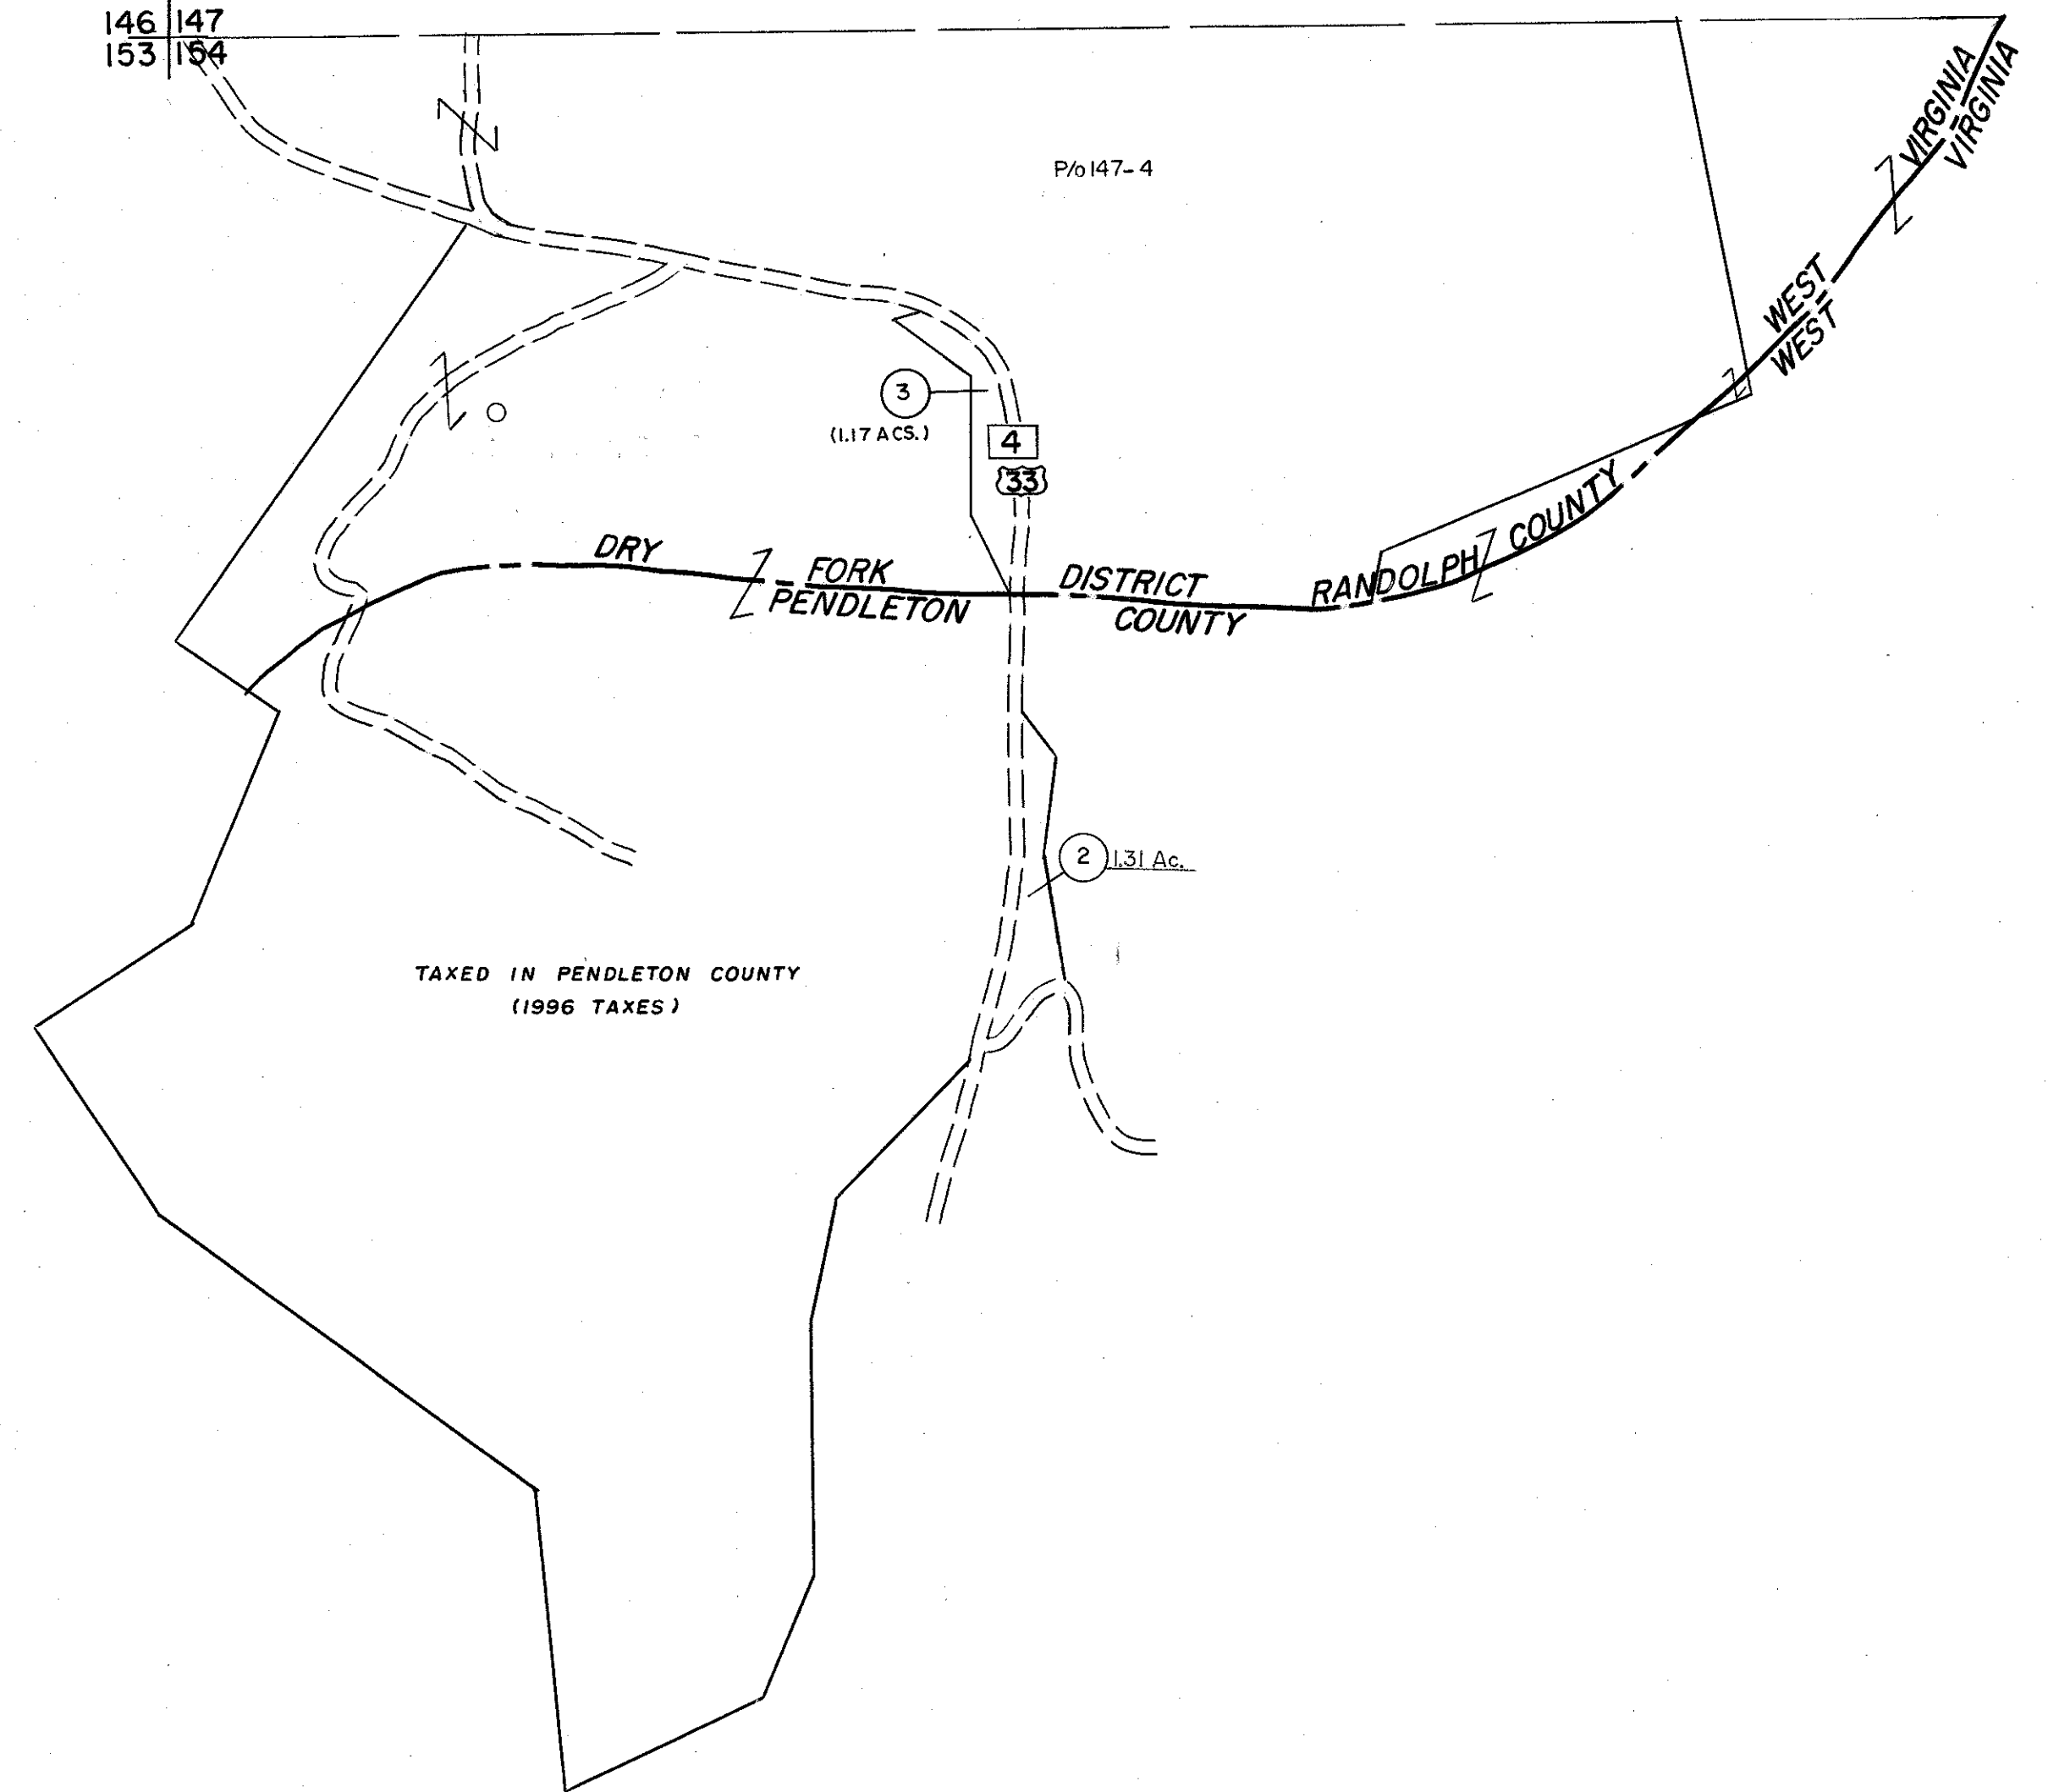 146 147
153 154
P/o 147-4
VIRGINIA
VIRGINIA
WEST
WEST
3
(1.17 ACS.)
4
33
DRY FORK DISTRICT RANDOLPH COUNTY
PENDLETON COUNTY
2 1.31 Ac.
TAXED IN PENDLETON COUNTY
(1996 TAXES)